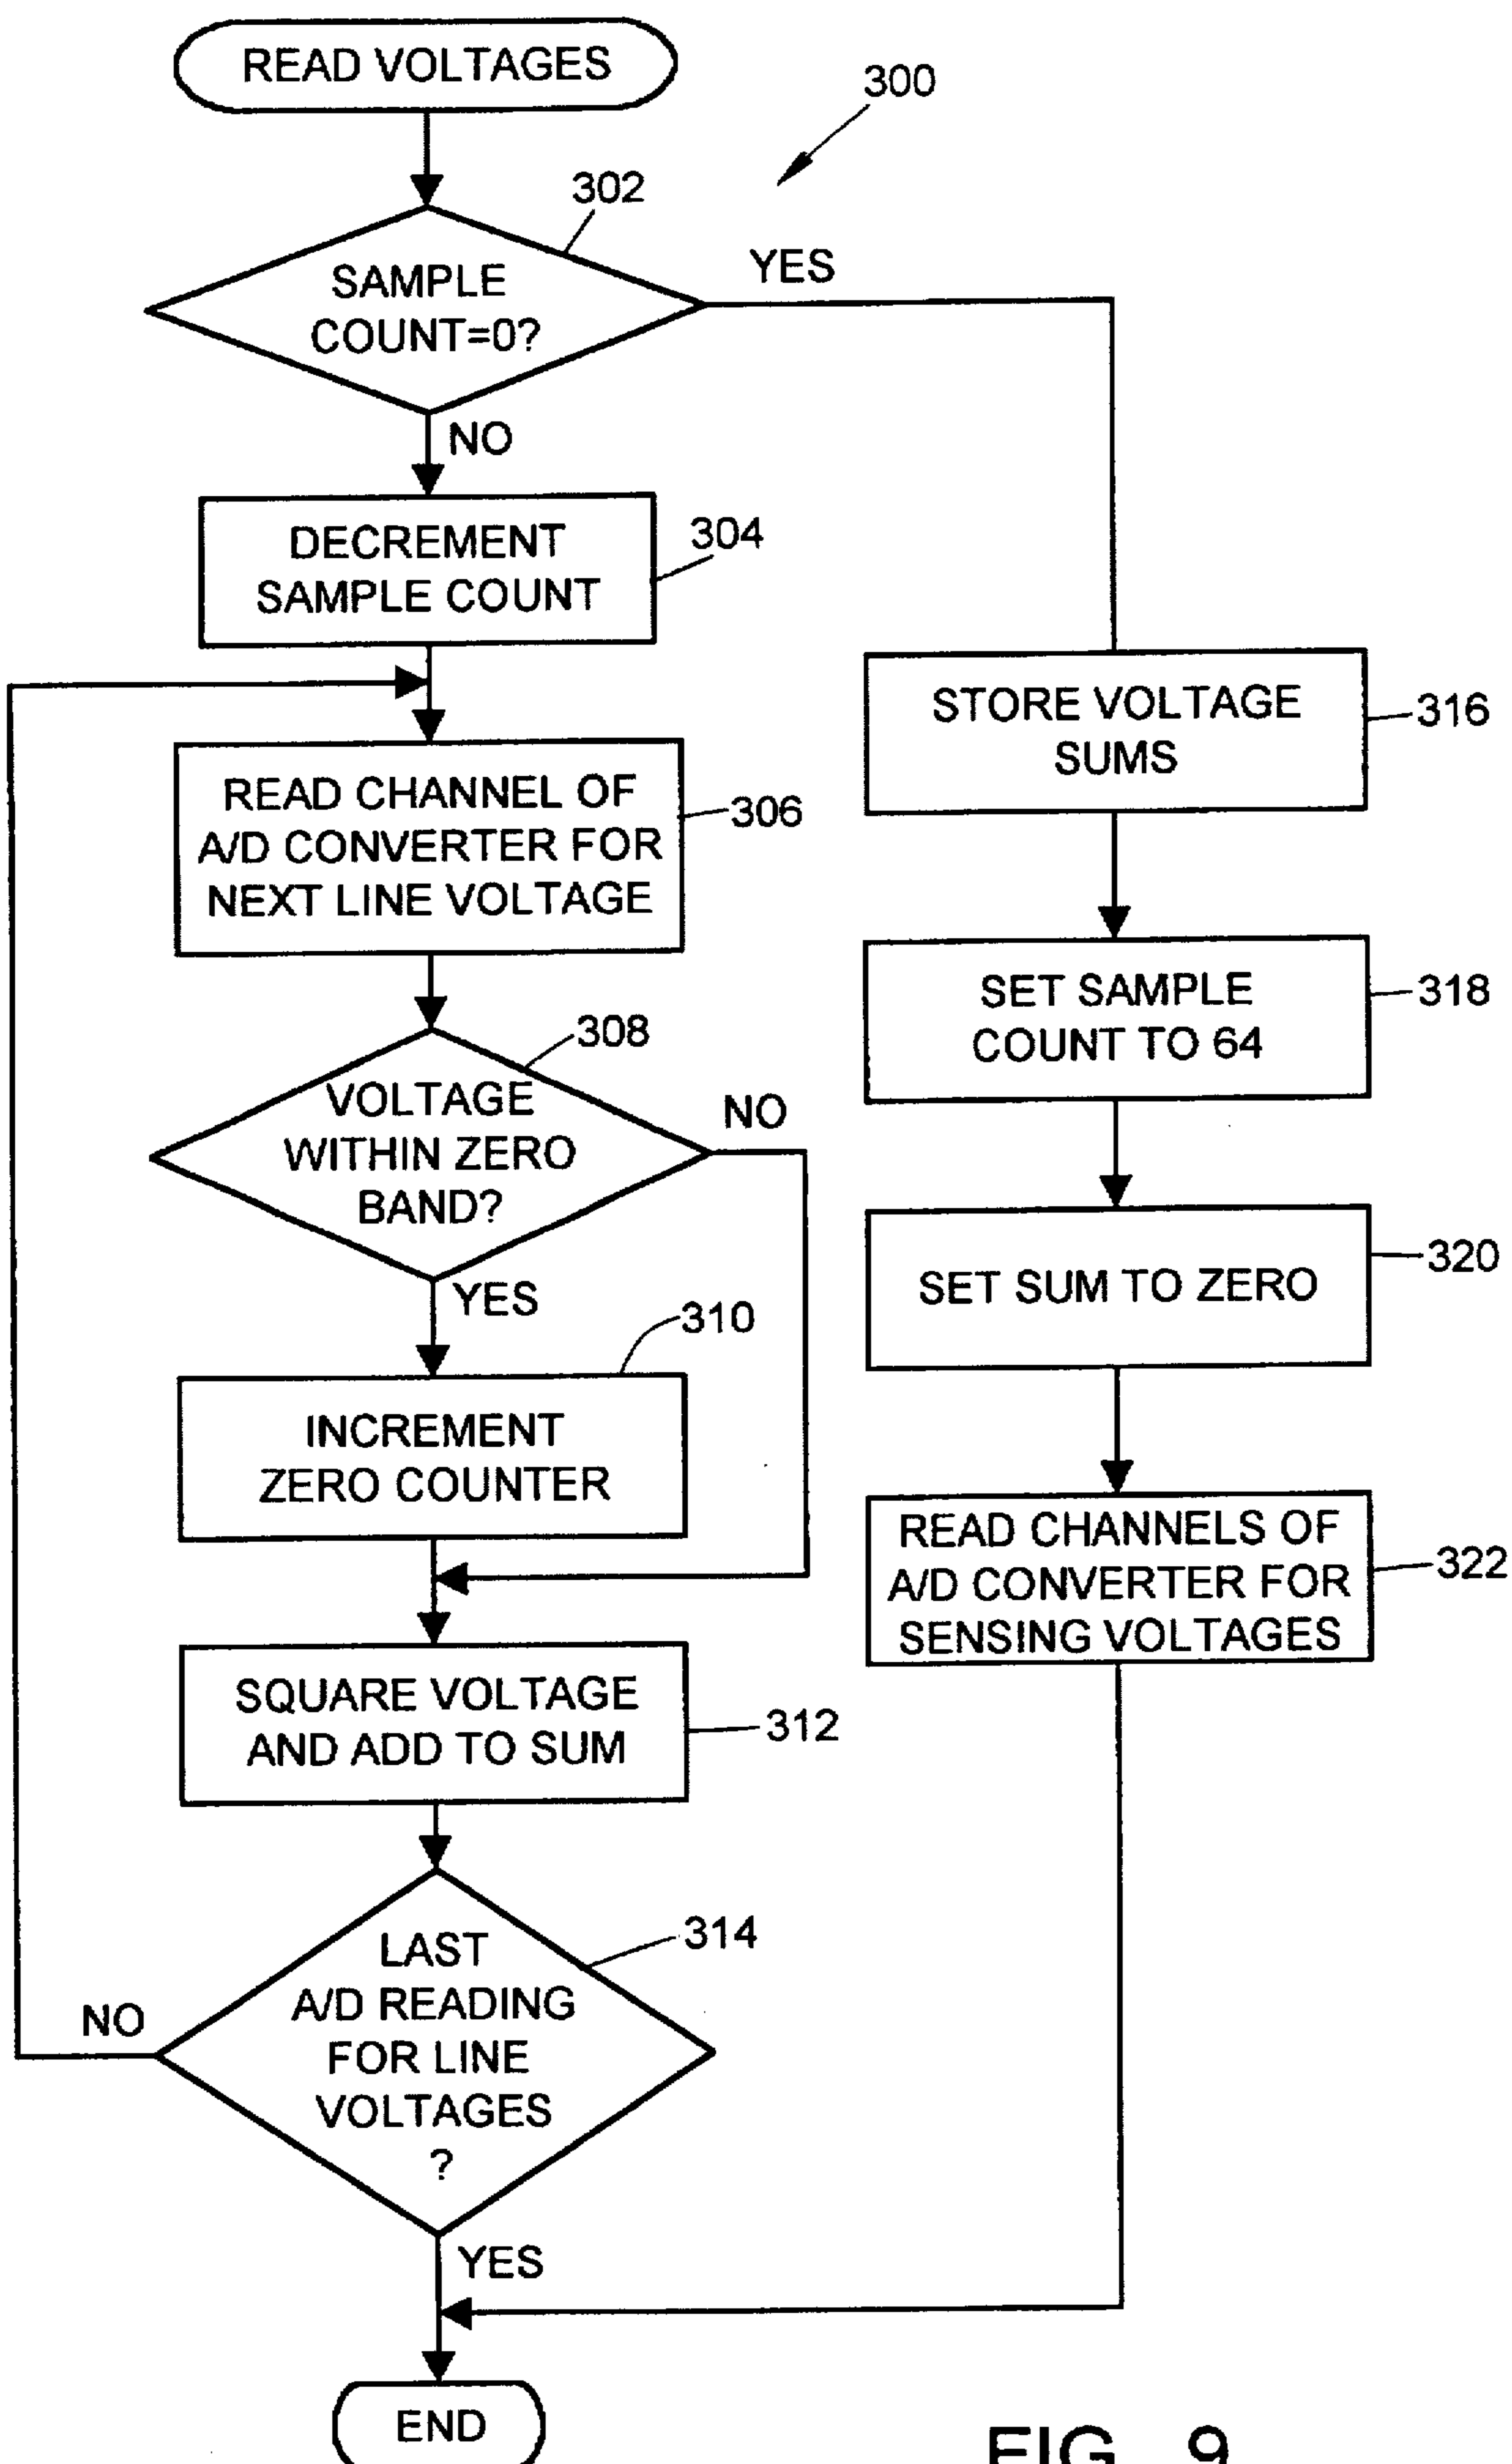 READ VOLTAGES
300
302
SAMPLE
COUNT=0?
YES
NO
DECREMENT
SAMPLE COUNT
304
READ CHANNEL OF
A/D CONVERTER FOR
NEXT LINE VOLTAGE
306
308
VOLTAGE
WITHIN ZERO
BAND?
NO
YES
310
INCREMENT
ZERO COUNTER
SQUARE VOLTAGE
AND ADD TO SUM
312
LAST
A/D READING
FOR LINE
VOLTAGES
?
314
NO
YES
STORE VOLTAGE
SUMS
316
SET SAMPLE
COUNT TO 64
318
SET SUM TO ZERO
320
READ CHANNELS OF
A/D CONVERTER FOR
SENSING VOLTAGES
322
END
FIG. 9